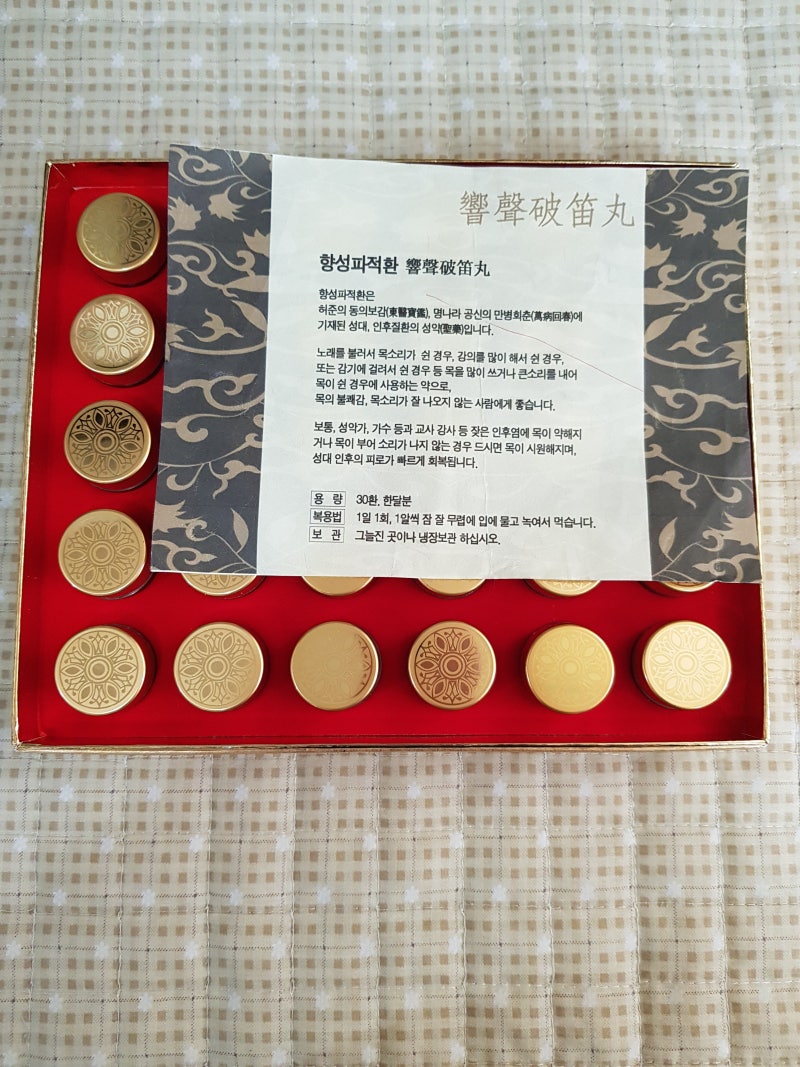 響聲破笛丸
향성파적환 響聲破笛丸
향성파적환은
허준의 동의보감(東醫寶鑑), 명나라 공신의 만병회춘(萬病回春)에
기재된 성대, 인후질환의 성약(聖藥)입니다.
노래를 불러서 목소리가 쉰 경우, 강의를 많이 해서 쉰 경우,
또는 감기에 걸려서 쉰 경우 등 목을 많이 쓰거나 큰소리를 내어
목이 쉰 경우에 사용하는 약으로,
목의 불쾌감, 목소리가 잘 나오지 않는 사람에게 좋습니다.
보통, 성악가, 가수 등과 교사 강사 등 잦은 인후염에 목이 약해지
거나 목이 부어 소리가 나지 않는 경우 드시면 목이 시원해지며,
성대 인후의 피로가 빠르게 회복됩니다.
용 량 30환, 한달분
복용법 1일 1회, 1알씩 잠 잘 무렵에 입에 물고 녹여서 먹습니다.
보 관 그늘진 곳이나 냉장보관 하십시오.